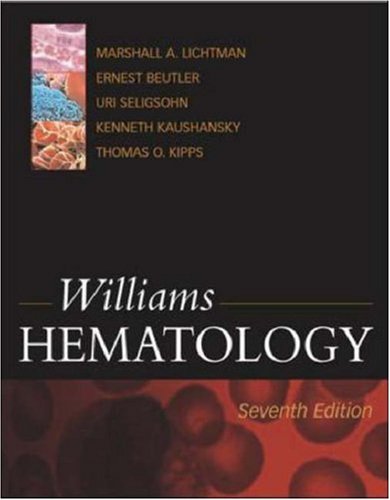 MARSHALL A. LICHTMAN
ERNEST BEUTLER
URI SELIGSOHN
KENNETH KAUSHANSKY
THOMAS O. KIPPS
Williams
HEMATOLOGY
Seventh Edition